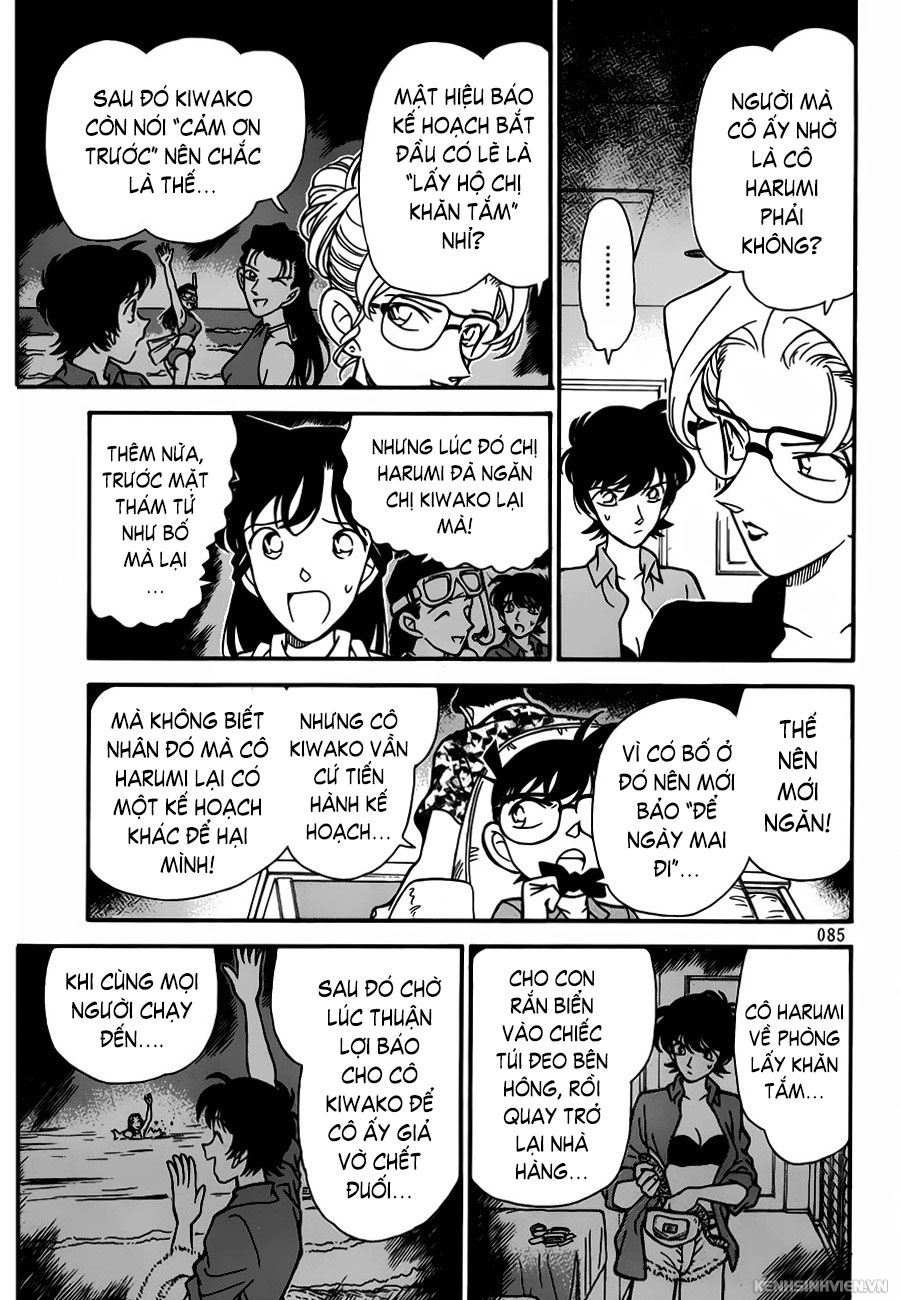 NGƯỜI MÀ
CÔ ẤY NHỜ
LÀ CÔ
HARUMI
PHẢI
KHÔNG?
.........
MẬT HIỆU BÁO
KẾ HOẠCH BẮT
ĐẦU CÓ LẼ LÀ
“LẤY HỘ CHỊ
KHĂN TẮM”
NHỈ?
SAU ĐÓ KIWAKO
CÒN NÓI “CẢM ƠN
TRƯỚC” NÊN CHẮC
LÀ THẾ...
NHƯNG LÚC ĐÓ CHỊ
HARUMI ĐÃ NGĂN
CHỊ KIWAKO LẠI
MÀ!
THÊM NỮA,
TRƯỚC MẶT
THÁM TỬ
NHƯ BỐ
MÀ LẠI
...
THẾ
NÊN
MỚI
NGĂN!
VÌ CÓ BỐ Ở
ĐÓ NÊN MỚI
BẢO “ĐỂ
NGÀY MAI
ĐI”...
NHƯNG CÔ
KIWAKO VẪN
CỨ TIẾN
HÀNH KẾ
HOẠCH...
MÀ KHÔNG BIẾT
NHÂN ĐÓ MÀ CÔ
HARUMI LẠI CÓ
MỘT KẾ HOẠCH
KHÁC ĐỂ HẠI
MÌNH!
085
CÔ HARUMI
VỀ PHÒNG
LẤY KHĂN
TẮM...
CHO CON
RẮN BIỂN
VÀO CHIẾC
TÚI ĐEO BÊN
HÔNG, RỒI
QUAY TRỞ
LẠI NHÀ
HÀNG...
SAU ĐÓ CHỜ
LÚC THUẬN
LỢI BÁO
CHO CÔ
KIWAKO ĐỂ
CÔ ẤY GIẢ
VỜ CHẾT
ĐUỐI...
KHI CÙNG MỌI
NGƯỜI CHẠY
ĐẾN....
KENHSINHVIEN.VN